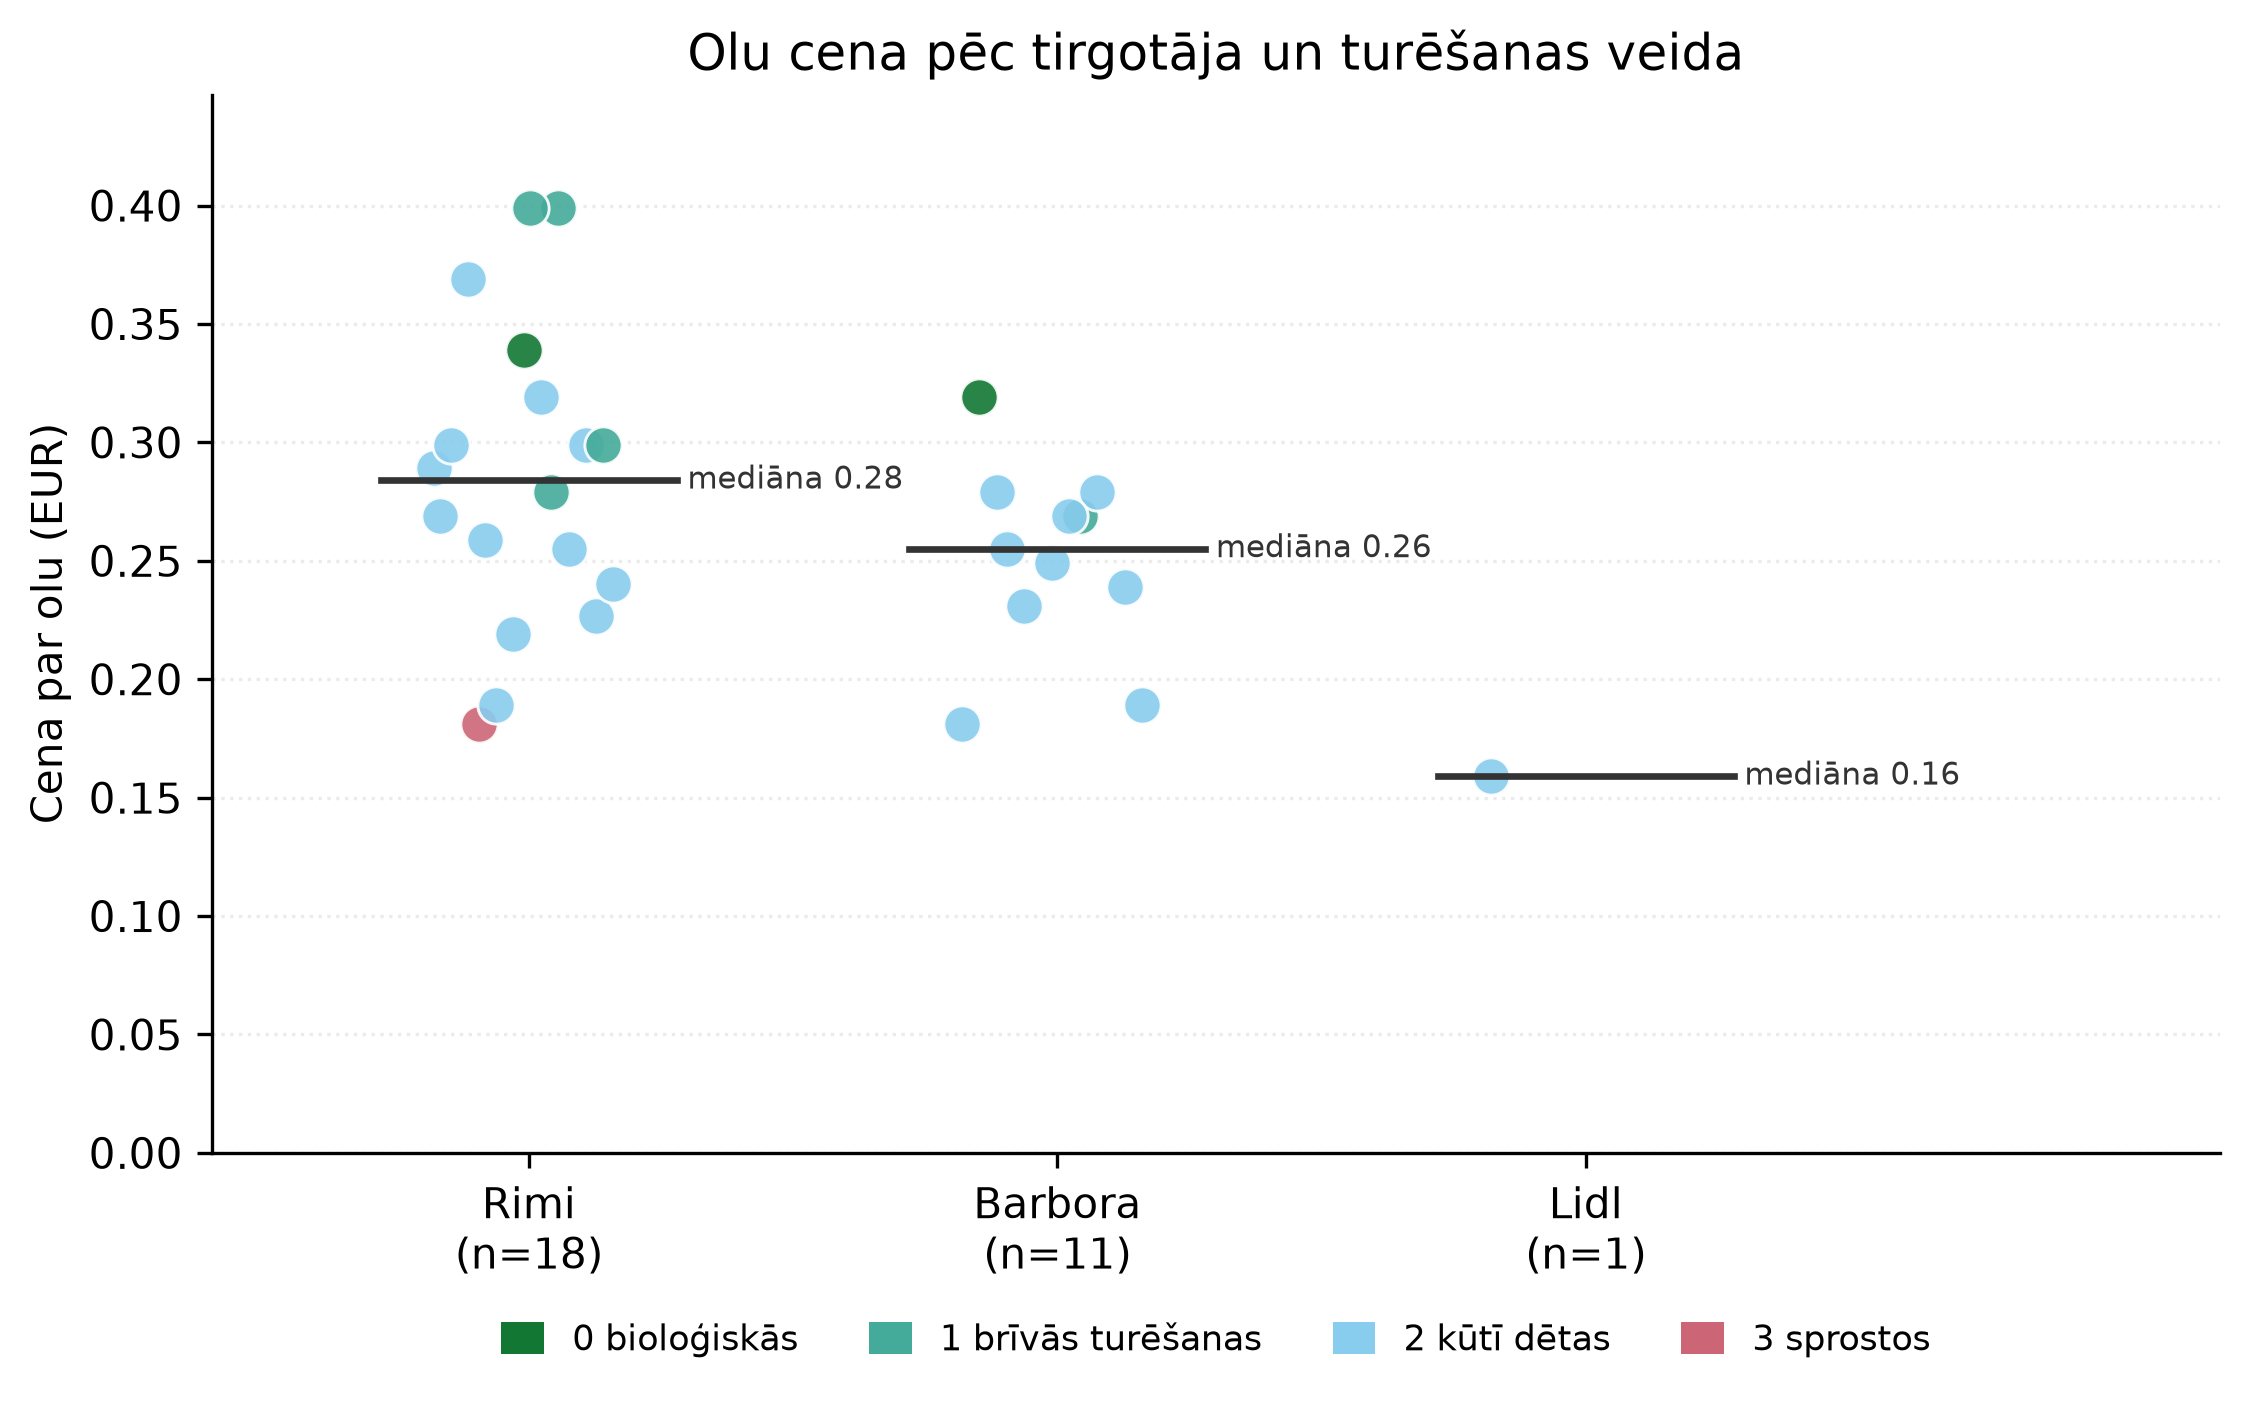 Olu cena pēc tirgotāja un turēšanas veida
Cena par olu (EUR)
0.40
0.35
0.30
0.25
0.20
0.15
0.10
0.05
0.00
mediāna 0.28
mediāna 0.26
mediāna 0.16
Rimi
(n=18)
Barbora
(n=11)
Lidl
(n=1)
0 bioloģiskās
1 brīvās turēšanas
2 kūtī dētas
3 sprostos